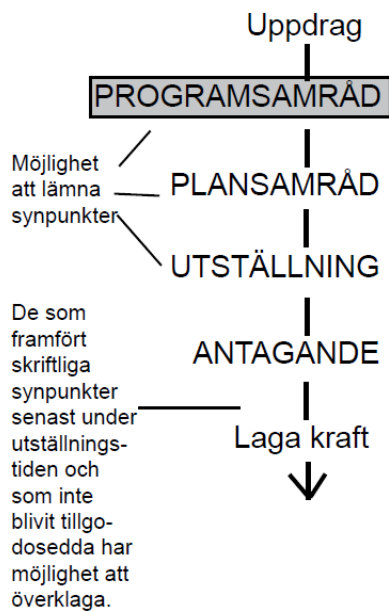 Uppdrag
PROGRAMSAMRÅD
Möjlighet
att lämna
synpunkter
PLANSAMRÅD
UTSTÄLLNING
ANTAGANDE
Laga kraft
De som
framfört
skriftliga
synpunkter
senast under
utställnings-
tiden och
som inte
blivit tillgo-
dosedda har
möjlighet att
överklaga.